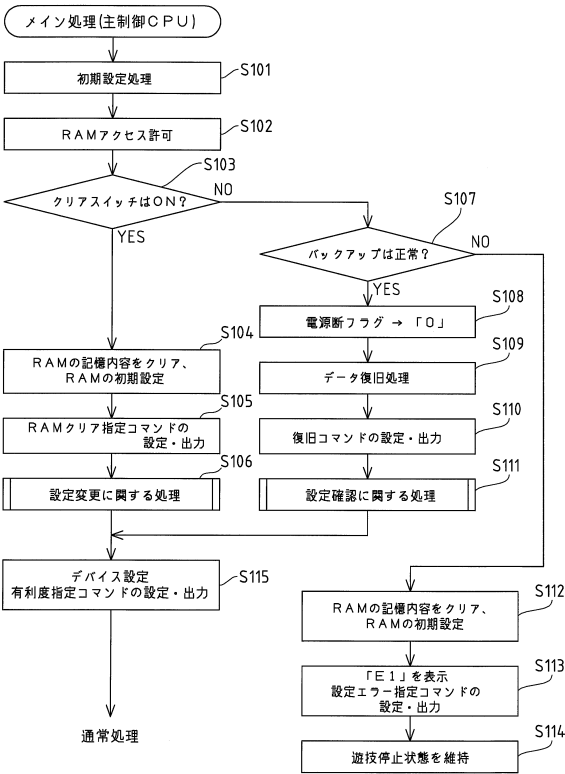 メイン処理(主制御CPU)
初期設定処理
S101
RAMアクセス許可
S102
クリアスイッチはON?
S103
NO
YES
バックアップは正常?
S107
NO
YES
電源断フラグ → 「0」
S108
データ復旧処理
S109
復旧コマンドの設定・出力
S110
設定確認に関する処理
S111
RAMの記憶内容をクリア、
RAMの初期設定
S104
RAMクリア指定コマンドの
設定・出力
S105
設定変更に関する処理
S106
デバイス設定
有利度指定コマンドの設定・出力
S115
通常処理
RAMの記憶内容をクリア、
RAMの初期設定
S112
「E1」を表示
設定エラー指定コマンドの
設定・出力
S113
遊技停止状態を維持
S114